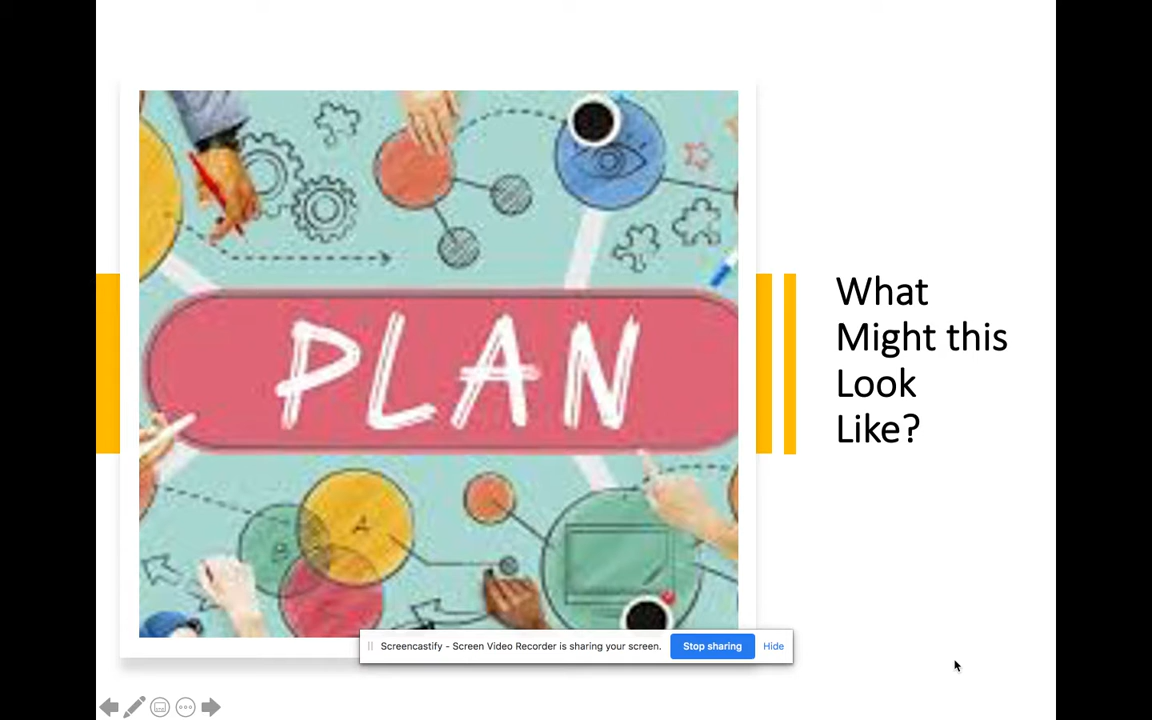 PLAN
What
Might this
Look
Like?
Screencastify - Screen Video Recorder is sharing your screen. Stop sharing Hide